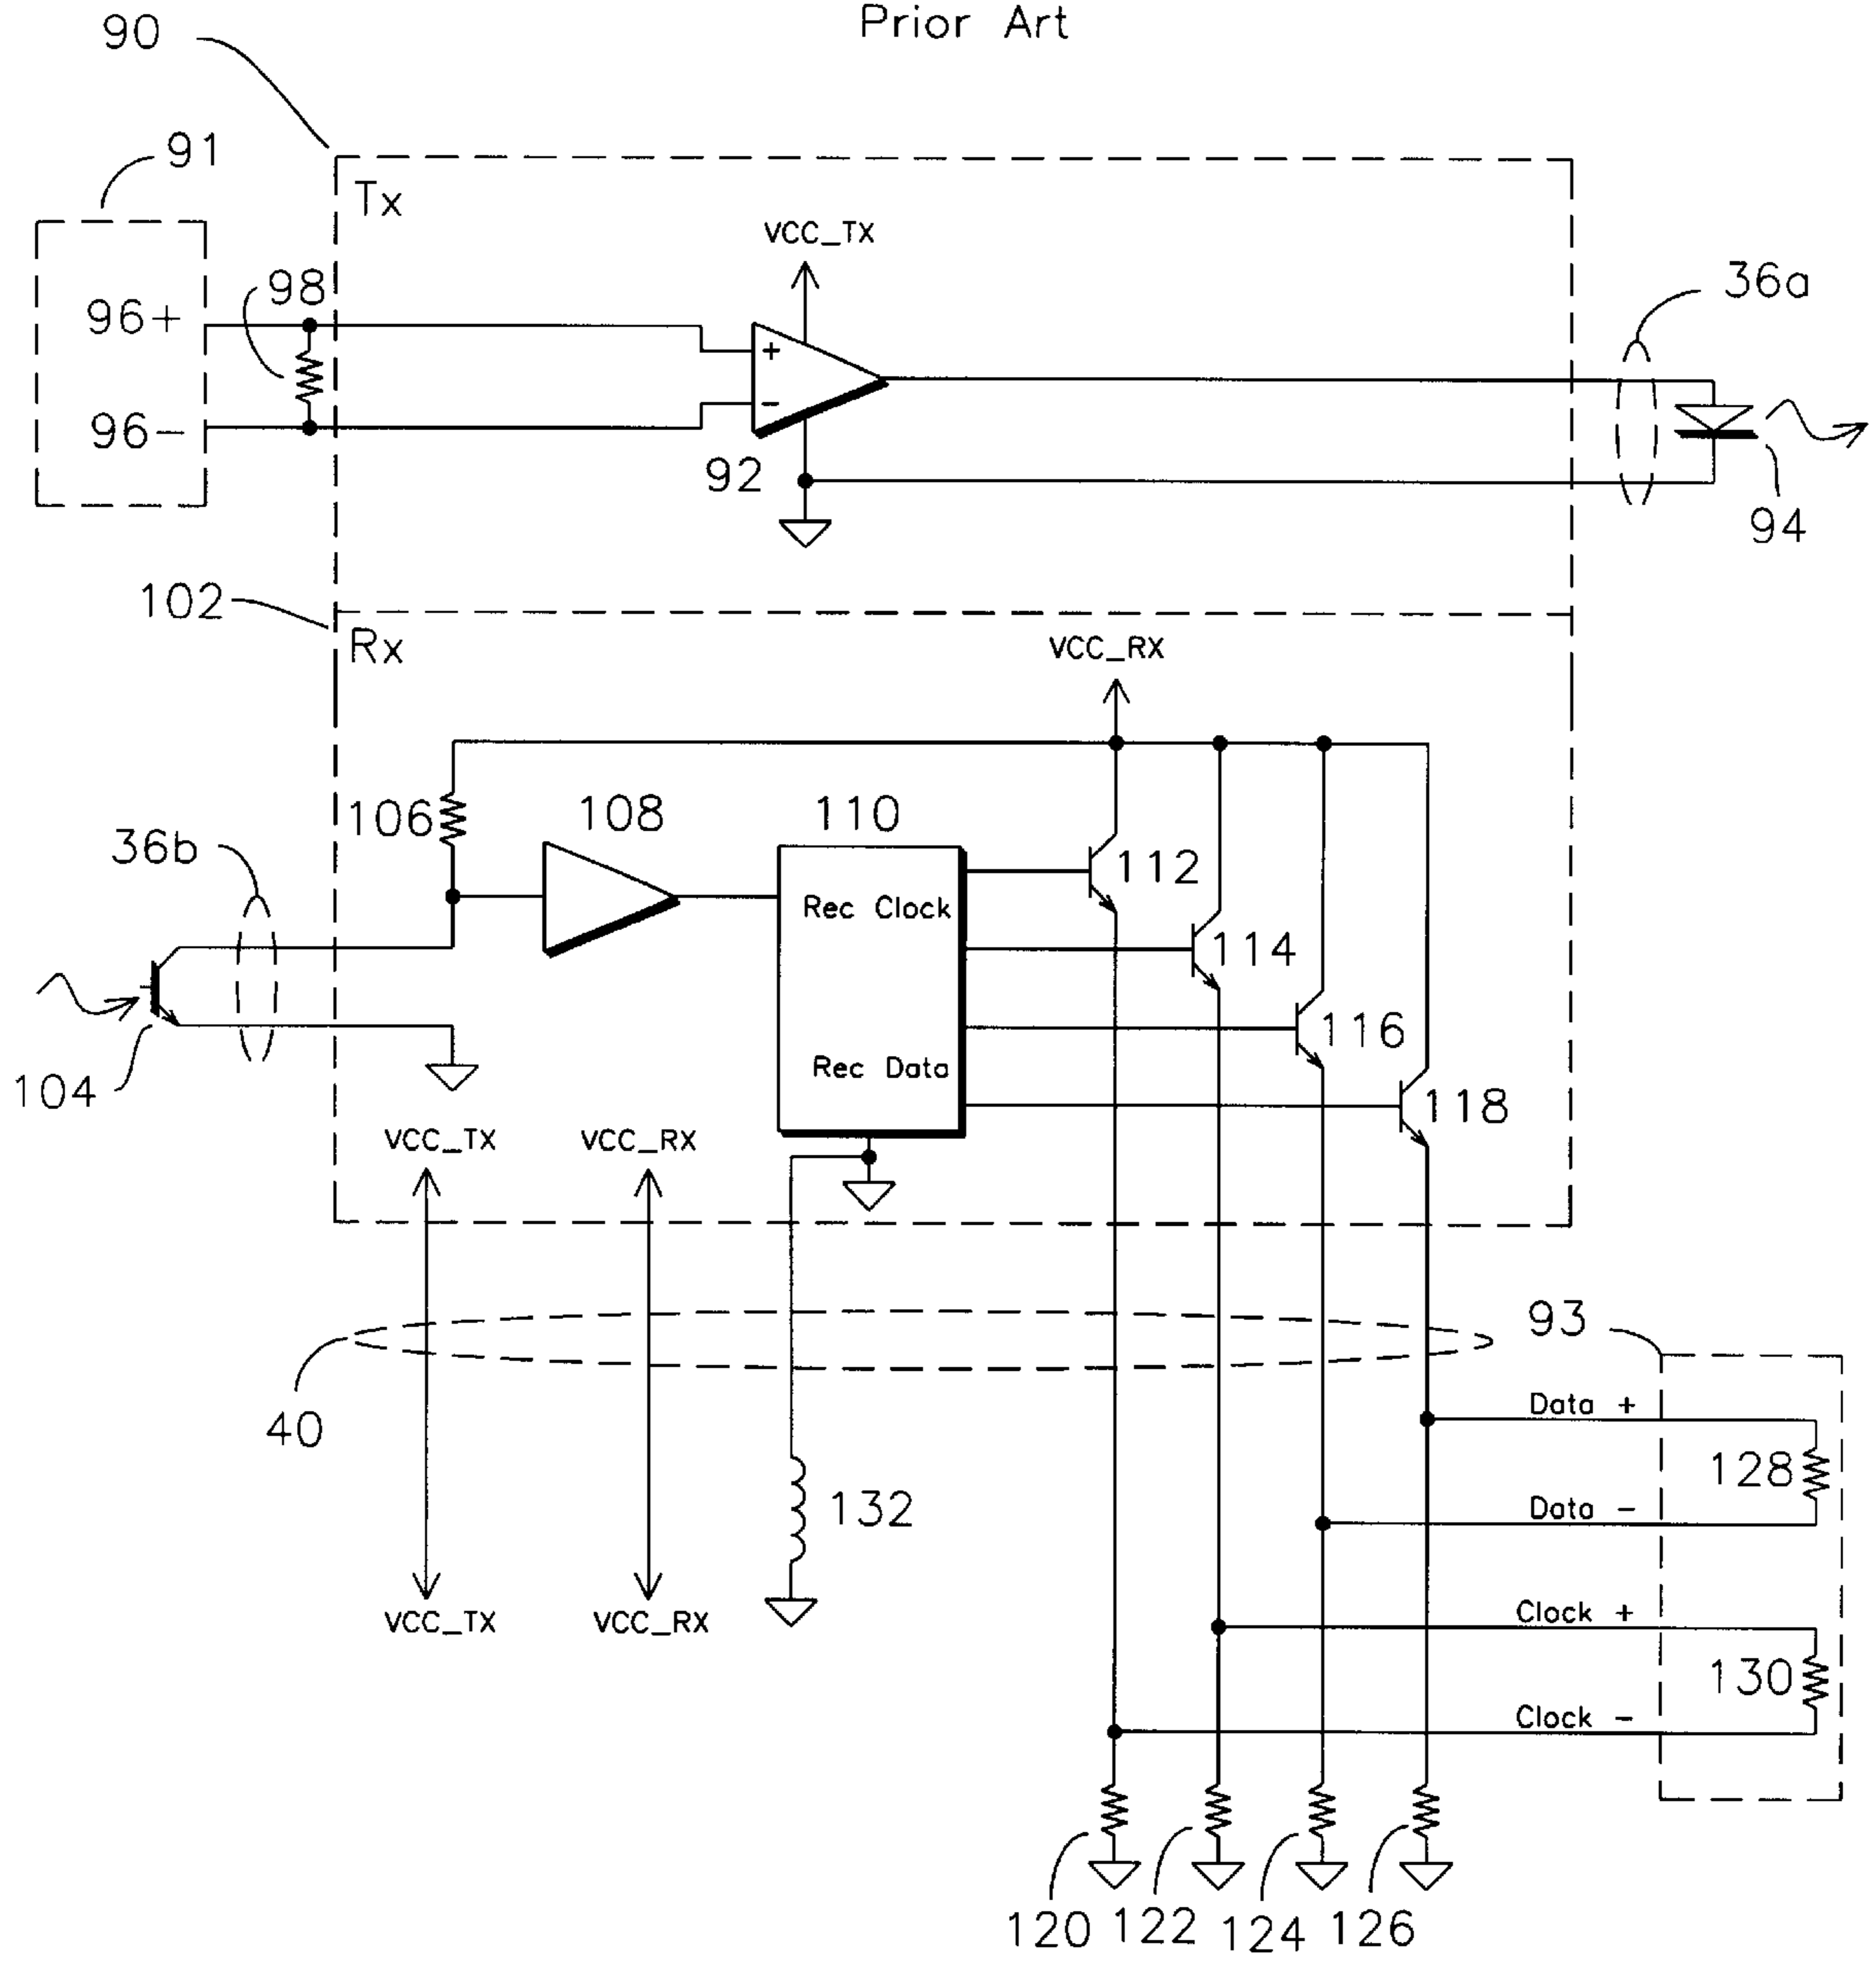 Prior Art
90
91
Tx
VCC_TX
98
36a
96+
+
96-
-
92
94
102
Rx
VCC_RX
106
108
110
36b
112
Rec Clock
114
116
Rec Data
104
118
VCC_TX
VCC_RX
93
40
Data +
128
132
Data -
VCC_TX
VCC_RX
Clock +
130
Clock -
120
122
124
126